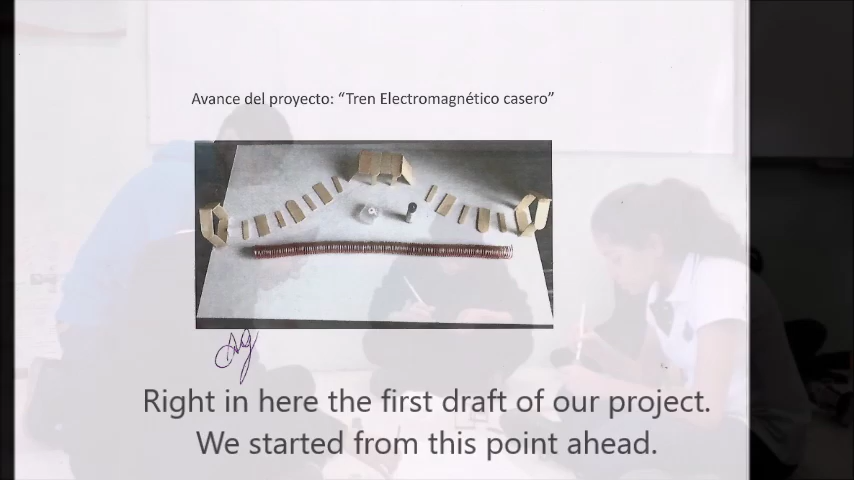 Avance del proyecto: “Tren Electromagnético casero”
Right in here the first draft of our project.
We started from this point ahead.